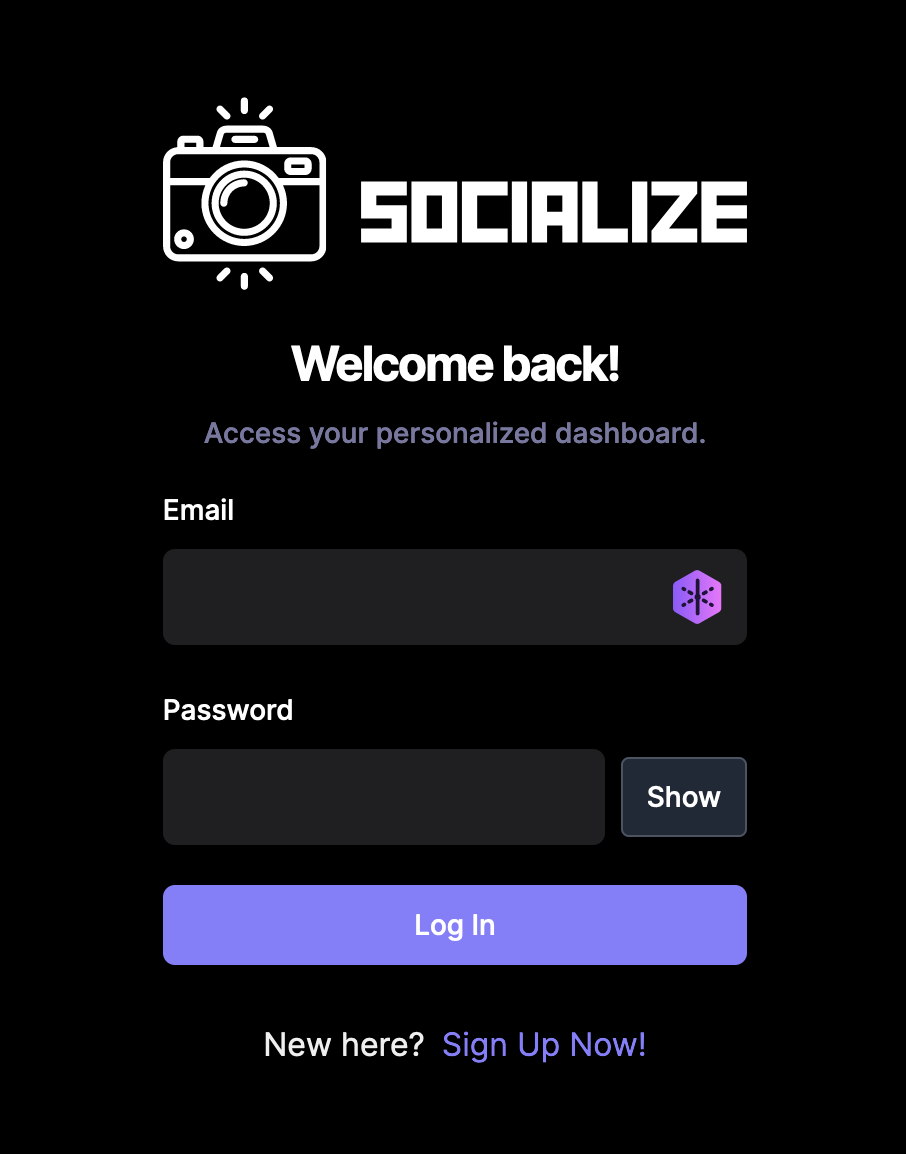 SOCIALIZE
Welcome back!
Access your personalized dashboard.
Email
Password
Show
Log In
New here? Sign Up Now!